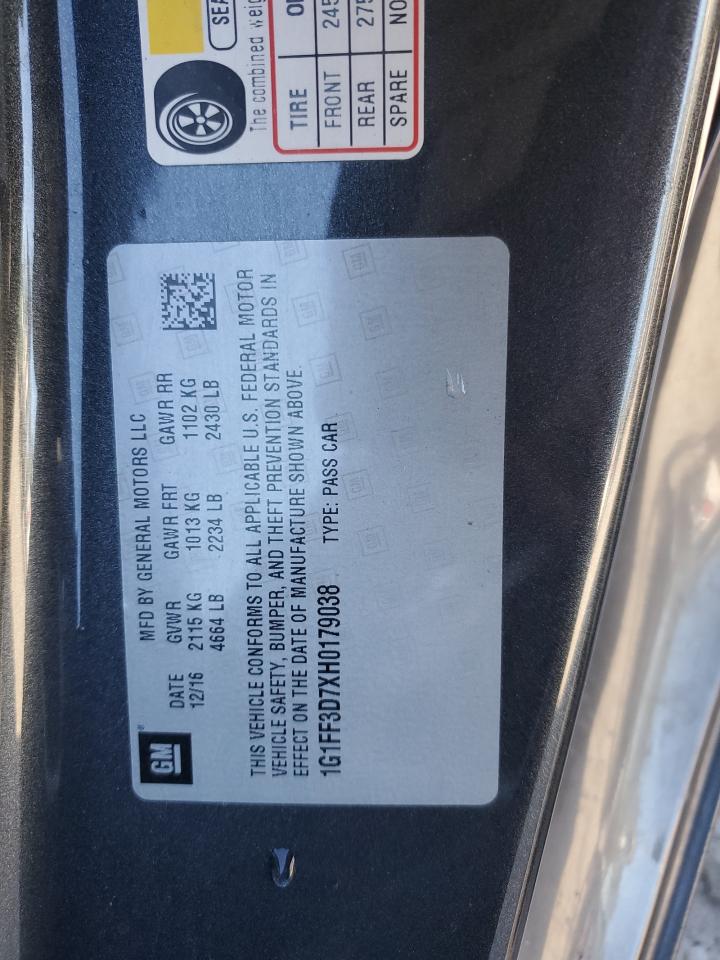 GM
MFD BY GENERAL MOTORS LLC
DATE GVWR GAWR FRT GAWR RR
12/16 2115 KG 1013 KG 1102 KG
4664 LB 2234 LB 2430 LB
THIS VEHICLE CONFORMS TO ALL APPLICABLE U.S. FEDERAL MOTOR
VEHICLE SAFETY, BUMPER, AND THEFT PREVENTION STANDARDS IN
EFFECT ON THE DATE OF MANUFACTURE SHOWN ABOVE.
1G1FF3D7XH0179038 TYPE: PASS CAR
The combined
TIRE
FRONT 245
REAR 275
SPARE